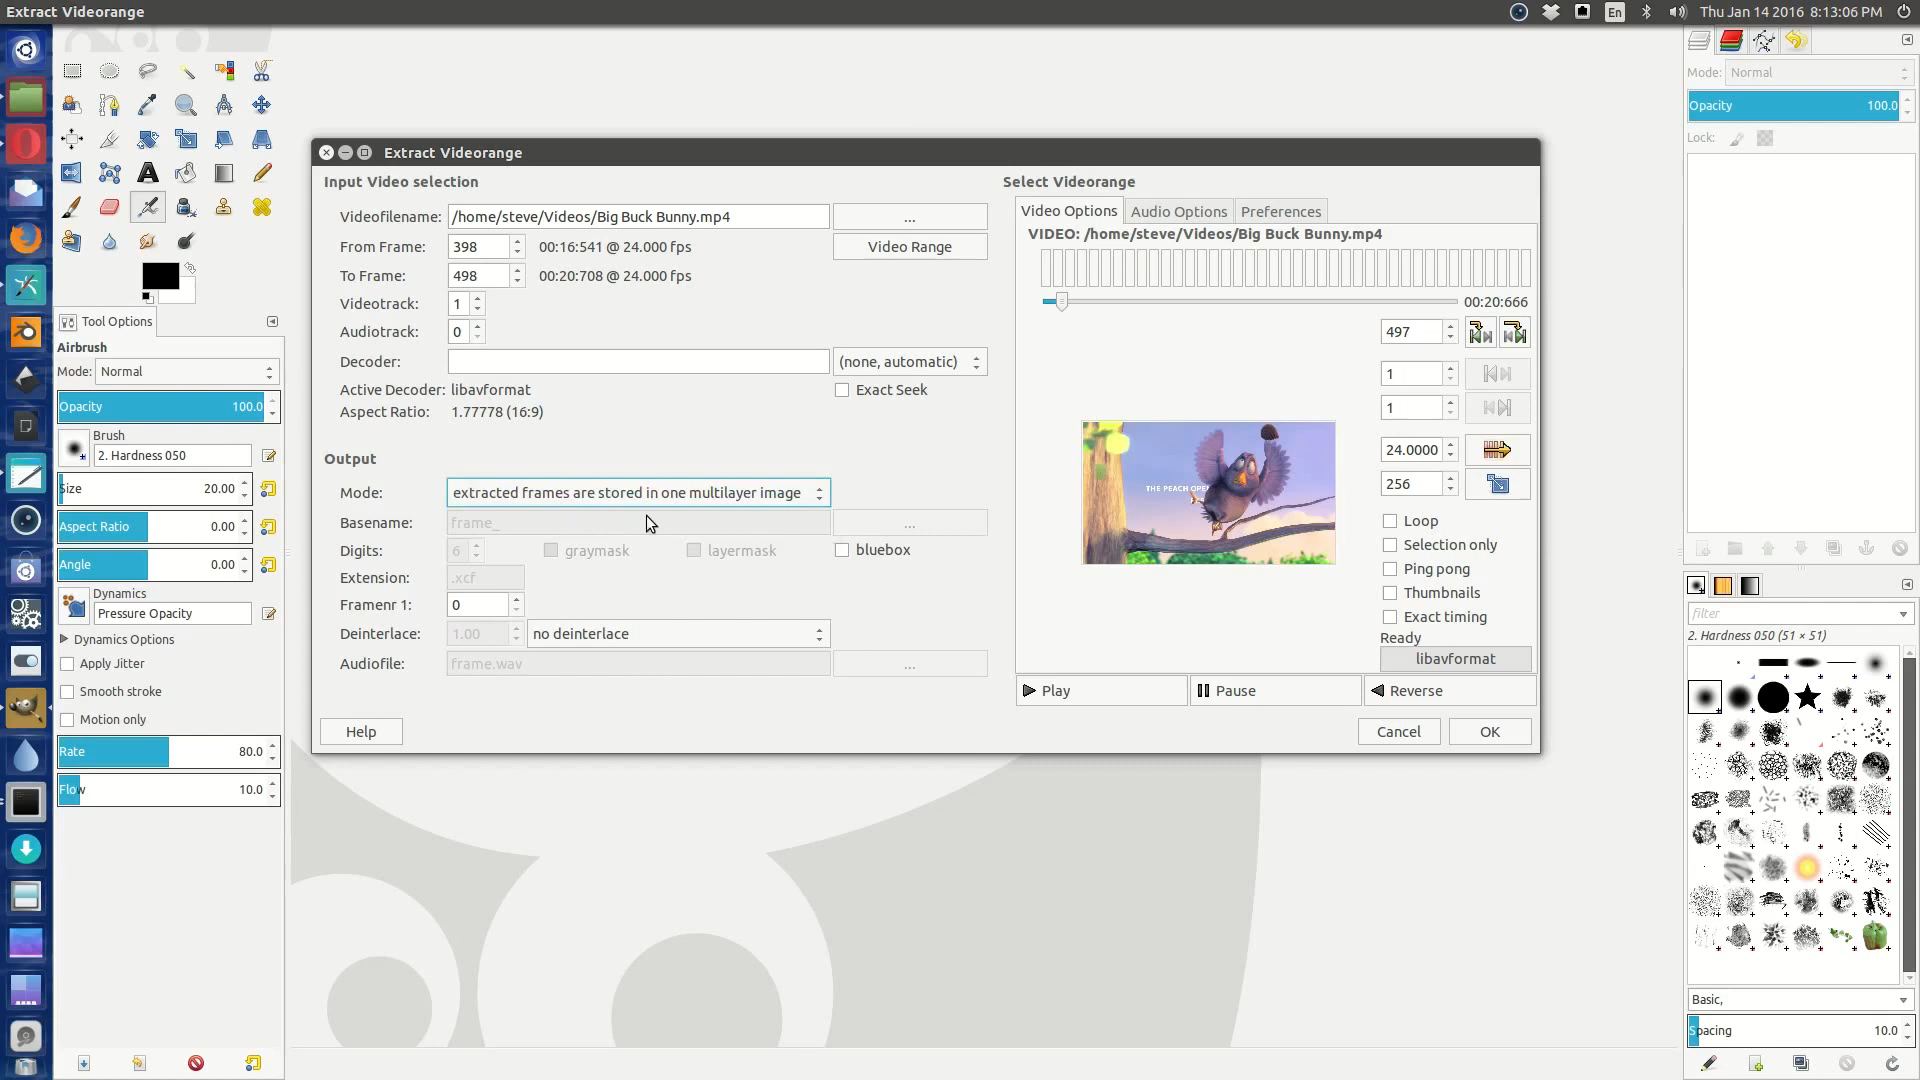 Extract Videorange
En
Thu Jan 14 2016 8:13:06 PM
Tool Options
Airbrush
Mode: Normal
Opacity 100.0
Brush
2. Hardness 050
Size 20.00
Aspect Ratio 0.00
Angle 0.00
Dynamics
Pressure Opacity
Dynamics Options
Apply Jitter
Smooth stroke
Motion only
Rate 80.0
Flow 10.0
Extract Videorange
Input Video selection
Videofilename: /home/steve/Videos/Big Buck Bunny.mp4 ...
From Frame: 398 00:16:541 @ 24.000 fps Video Range
To Frame: 498 00:20:708 @ 24.000 fps
Videotrack: 1
Audiotrack: 0
Decoder: (none, automatic)
Active Decoder: libavformat Exact Seek
Aspect Ratio: 1.77778 (16:9)
Output
Mode: extracted frames are stored in one multilayer image
Basename: frame_ ...
Digits: 6 graymask layermask bluebox
Extension: .xcf
Framenr 1: 0
Deinterlace: 1.00 no deinterlace
Audiofile: frame.wav ...
Help
Select Videorange
Video Options Audio Options Preferences
VIDEO: /home/steve/Videos/Big Buck Bunny.mp4
00:20:666
497
1
1
24.0000
256
THE PEACH OPE
Loop
Selection only
Ping pong
Thumbnails
Exact timing
Ready
libavformat
Play Pause Reverse
Cancel OK
Mode: Normal
Opacity 100.0
Lock:
filter
2. Hardness 050 (51 × 51)
Basic,
Spacing 10.0